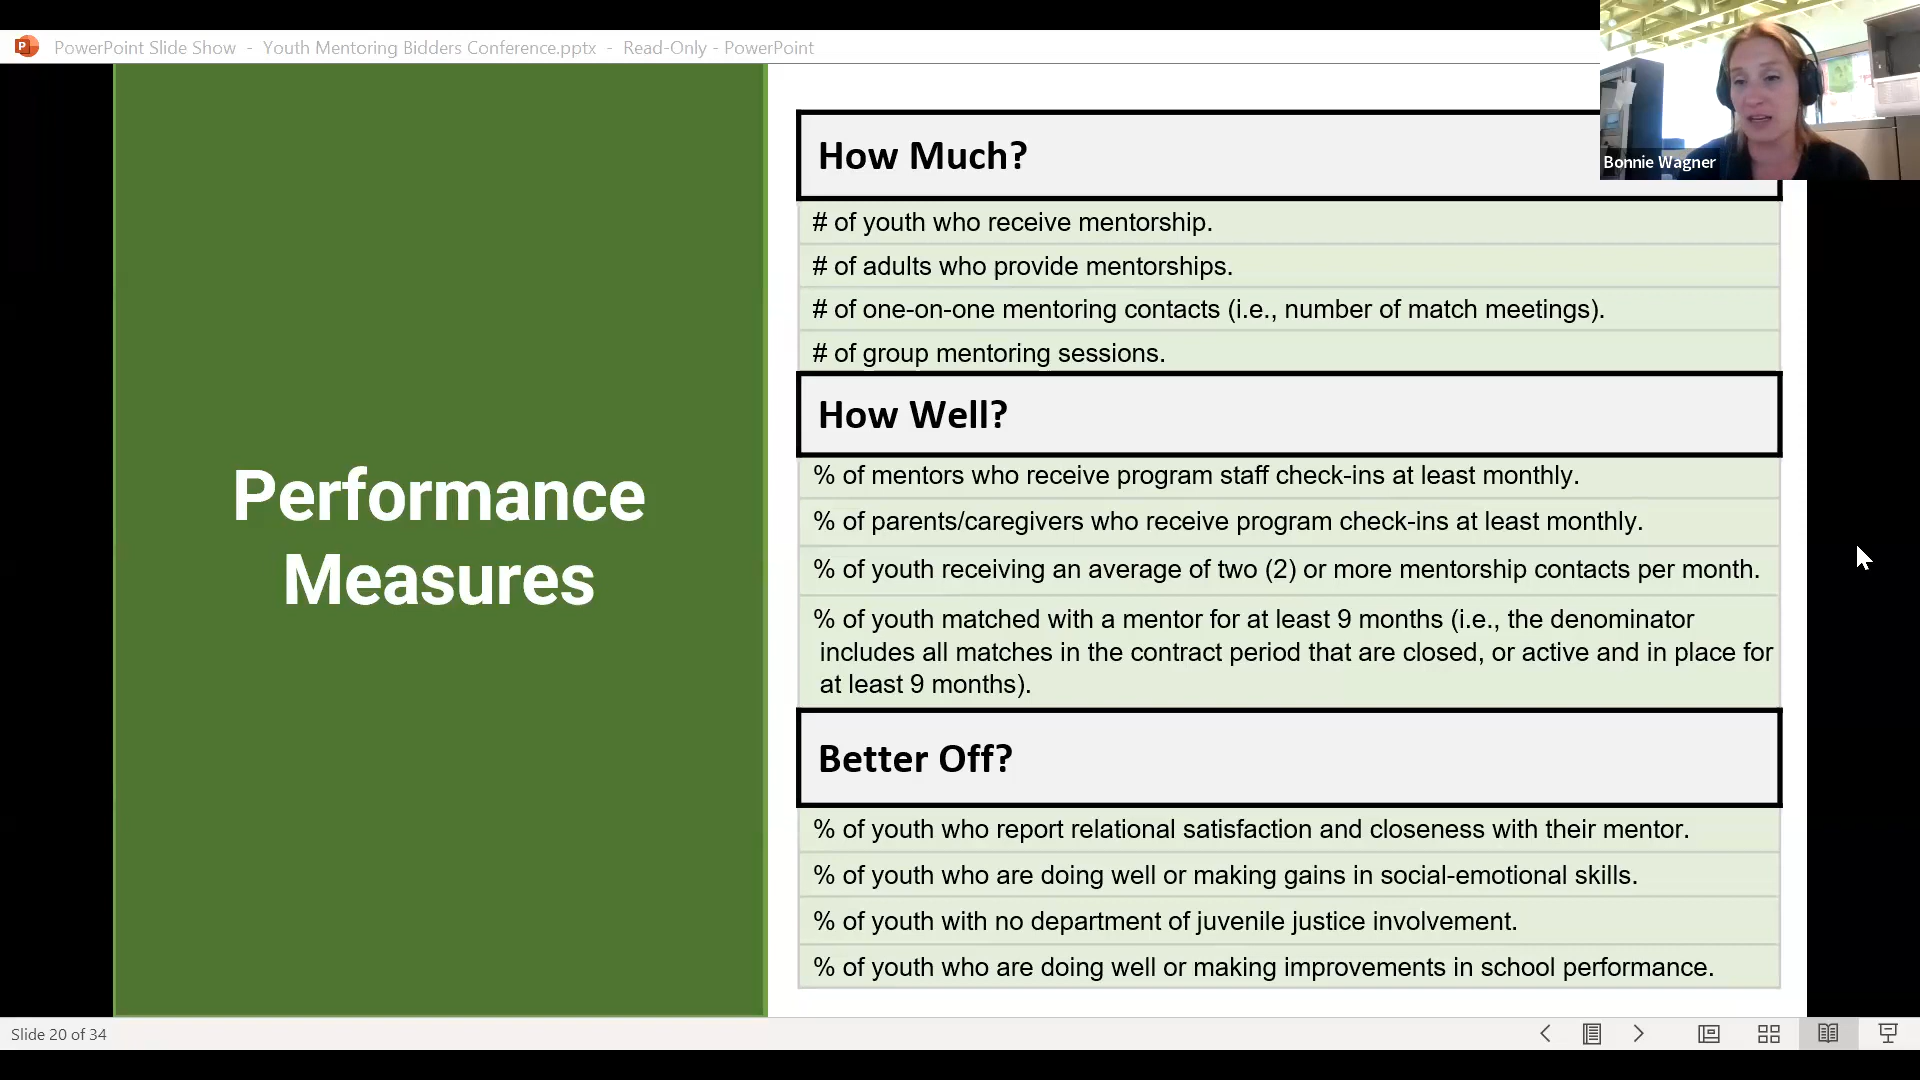 PowerPoint Slide Show - Youth Mentoring Bidders Conference.pptx - Read-Only - PowerPoint
Bonnie Wagner
Performance
Measures
How Much?
# of youth who receive mentorship.
# of adults who provide mentorships.
# of one-on-one mentoring contacts (i.e., number of match meetings).
# of group mentoring sessions.
How Well?
% of mentors who receive program staff check-ins at least monthly.
% of parents/caregivers who receive program check-ins at least monthly.
% of youth receiving an average of two (2) or more mentorship contacts per month.
% of youth matched with a mentor for at least 9 months (i.e., the denominator
includes all matches in the contract period that are closed, or active and in place for
at least 9 months).
Better Off?
% of youth who report relational satisfaction and closeness with their mentor.
% of youth who are doing well or making gains in social-emotional skills.
% of youth with no department of juvenile justice involvement.
% of youth who are doing well or making improvements in school performance.
Slide 20 of 34